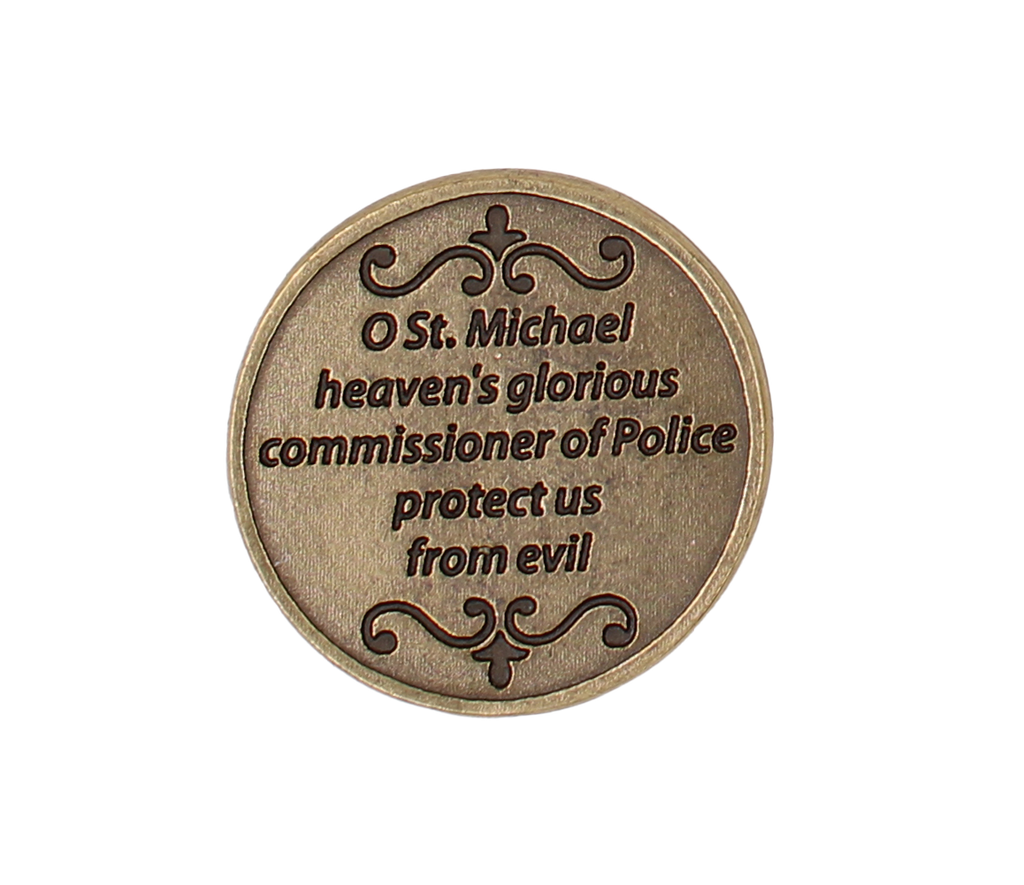 O St. Michael
heaven's glorious
commissioner of Police
protect us
from evil